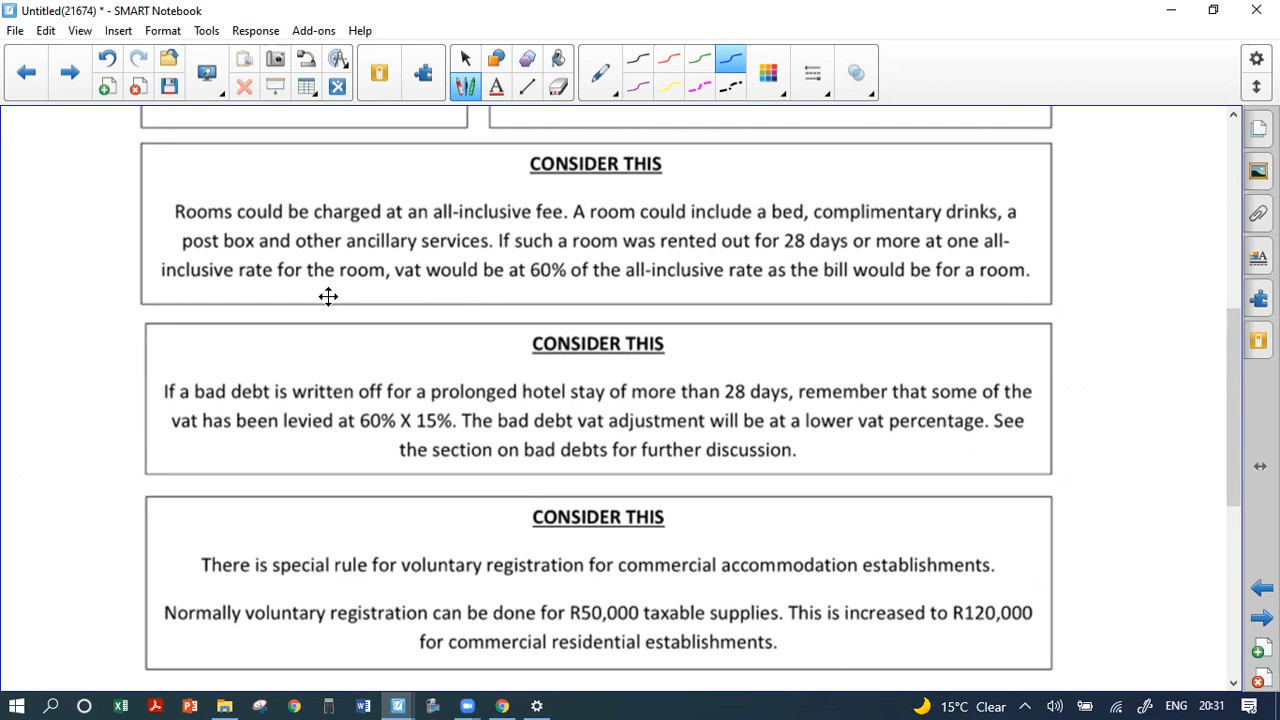 Untitled(21674) * - SMART Notebook
File Edit View Insert Format Tools Response Add-ons Help
CONSIDER THIS
Rooms could be charged at an all-inclusive fee. A room could include a bed, complimentary drinks, a
post box and other ancillary services. If such a room was rented out for 28 days or more at one all-
inclusive rate for the room, vat would be at 60% of the all-inclusive rate as the bill would be for a room.
CONSIDER THIS
If a bad debt is written off for a prolonged hotel stay of more than 28 days, remember that some of the
vat has been levied at 60% X 15%. The bad debt vat adjustment will be at a lower vat percentage. See
the section on bad debts for further discussion.
CONSIDER THIS
There is special rule for voluntary registration for commercial accommodation establishments.
Normally voluntary registration can be done for R50,000 taxable supplies. This is increased to R120,000
for commercial residential establishments.
15°C Clear ENG 20:31